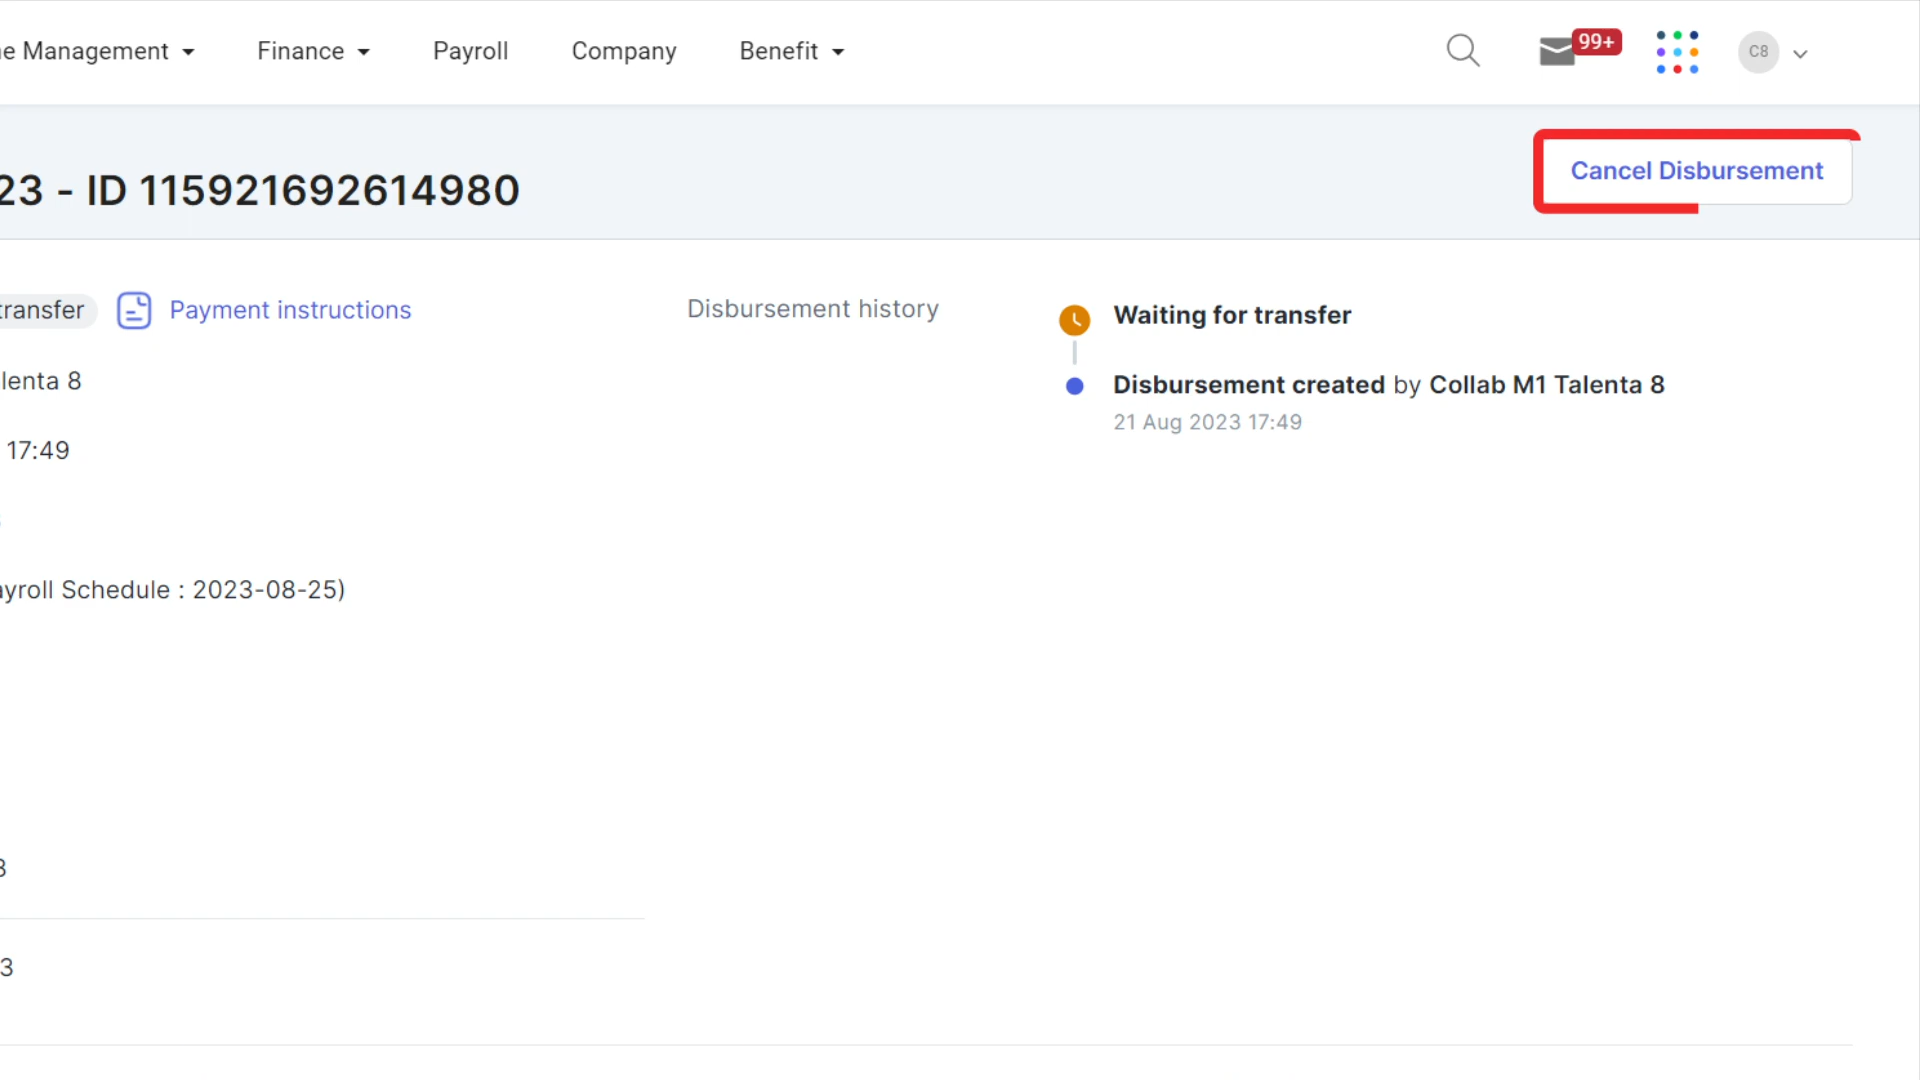 e Management Finance Payroll Company Benefit 99+ C8
23 - ID 115921692614980
Cancel Disbursement
transfer Payment instructions
Disbursement history
Waiting for transfer
lenta 8
Disbursement created by Collab M1 Talenta 8
21 Aug 2023 17:49
17:49
ayroll Schedule : 2023-08-25)
3
3